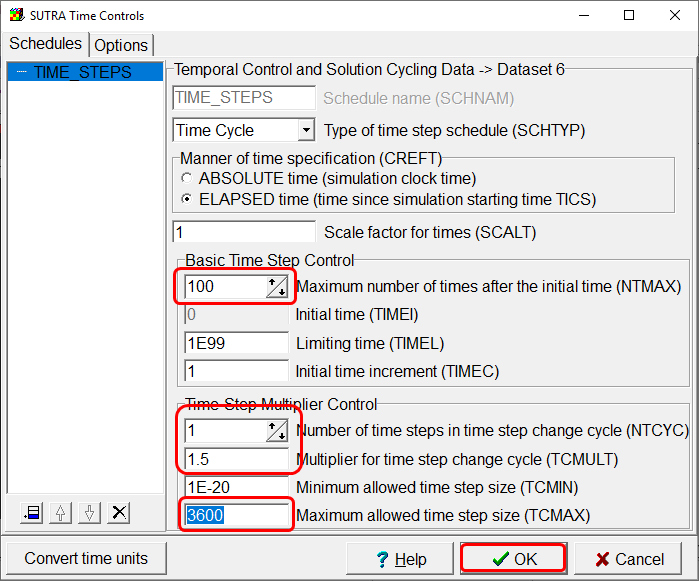 SUTRA Time Controls
Schedules Options
TIME_STEPS
Temporal Control and Solution Cycling Data -> Dataset 6
TIME_STEPS Schedule name (SCHNAM)
Time Cycle Type of time step schedule (SCHTYP)
Manner of time specification (CREFT)
ABSOLUTE time (simulation clock time)
ELAPSED time (time since simulation starting time TICS)
1 Scale factor for times (SCALT)
Basic Time Step Control
100 Maximum number of times after the initial time (NTMAX)
0 Initial time (TIMEI)
1E99 Limiting time (TIMEL)
1 Initial time increment (TIMEC)
Time-Step Multiplier Control
1 Number of time steps in time step change cycle (NTCYC)
1.5 Multiplier for time step change cycle (TCMULT)
1E-20 Minimum allowed time step size (TCMIN)
3600 Maximum allowed time step size (TCMAX)
Convert time units Help OK Cancel